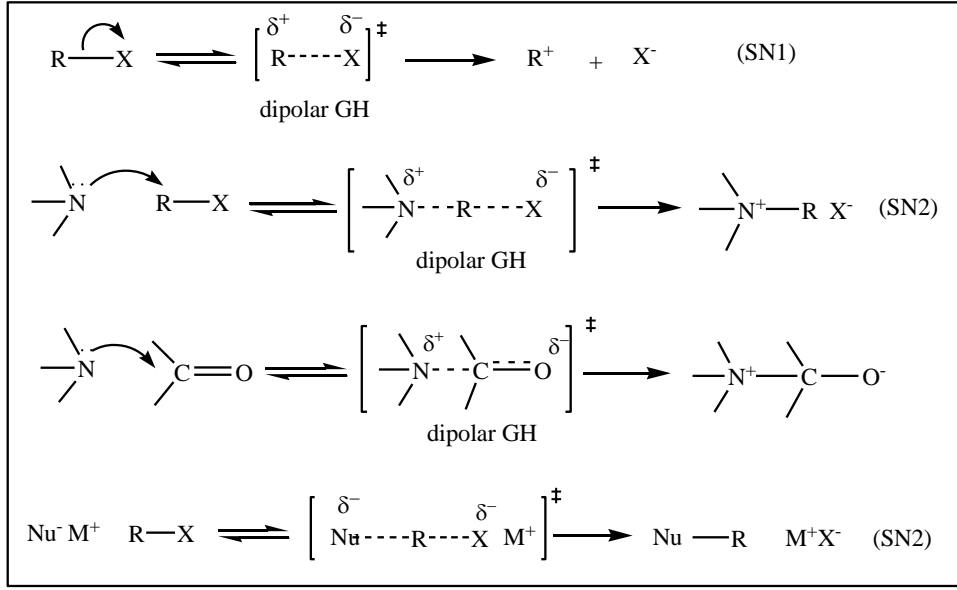 R—X ⇌ [R δ+ ----- X δ−]‡ → R+ + X- (SN1)
dipolar GH
N: R—X ⇌ [N δ+ --- R --- X δ−]‡ → N+—R X- (SN2)
dipolar GH
N: C=O ⇌ [N δ+ --- C=O δ−]‡ → N+—C—O-
dipolar GH
Nu- M+ R—X ⇌ [Nu δ− ---- R ---- X δ− M+]‡ → Nu—R M+X- (SN2)